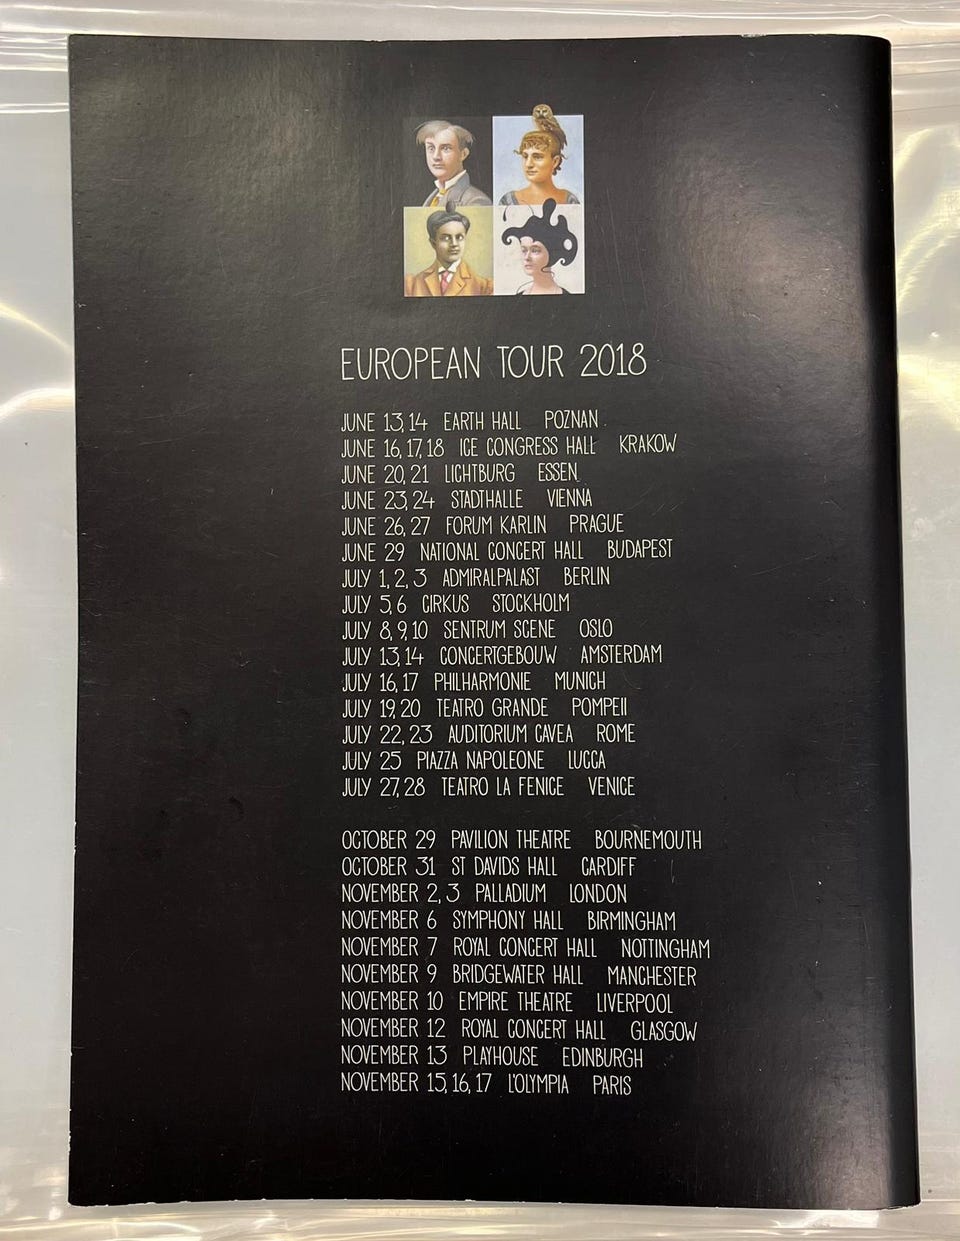 EUROPEAN TOUR 2018
JUNE 13, 14 EARTH HALL POZNAN
JUNE 16, 17, 18 ICE CONGRESS HALL KRAKOW
JUNE 20, 21 LICHTBURG ESSEN
JUNE 23, 24 STADTHALLE VIENNA
JUNE 26, 27 FORUM KARLIN PRAGUE
JUNE 29 NATIONAL CONCERT HALL BUDAPEST
JULY 1, 2, 3 ADMIRALPALAST BERLIN
JULY 5, 6 CIRKUS STOCKHOLM
JULY 8, 9, 10 SENTRUM SCENE OSLO
JULY 13, 14 CONCERTGEBOUW AMSTERDAM
JULY 16, 17 PHILHARMONIE MUNICH
JULY 19, 20 TEATRO GRANDE POMPEII
JULY 22, 23 AUDITORIUM CAVEA ROME
JULY 25 PIAZZA NAPOLEONE LUCCA
JULY 27, 28 TEATRO LA FENICE VENICE
OCTOBER 29 PAVILION THEATRE BOURNEMOUTH
OCTOBER 31 ST DAVIDS HALL CARDIFF
NOVEMBER 2, 3 PALLADIUM LONDON
NOVEMBER 6 SYMPHONY HALL BIRMINGHAM
NOVEMBER 7 ROYAL CONCERT HALL NOTTINGHAM
NOVEMBER 9 BRIDGEWATER HALL MANCHESTER
NOVEMBER 10 EMPIRE THEATRE LIVERPOOL
NOVEMBER 12 ROYAL CONCERT HALL GLASGOW
NOVEMBER 13 PLAYHOUSE EDINBURGH
NOVEMBER 15, 16, 17 L'OLYMPIA PARIS